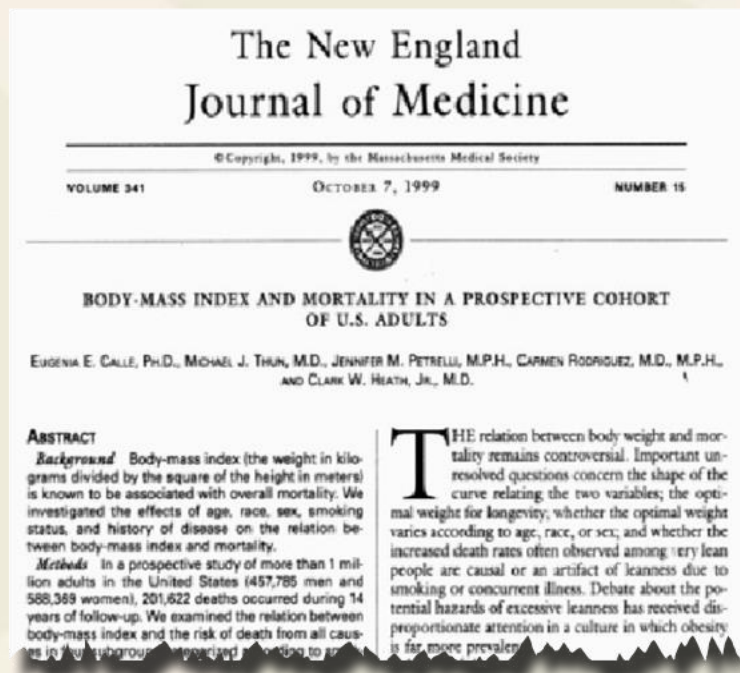 The New England
Journal of Medicine
©Copyright, 1999, by the Massachusetts Medical Society
VOLUME 341
OCTOBER 7, 1999
NUMBER 15
BODY-MASS INDEX AND MORTALITY IN A PROSPECTIVE COHORT
OF U.S. ADULTS
EUGENIA E. CALLE, PH.D., MICHAEL J. THUN, M.D., JENNIFER M. PETRELLI, M.P.H., CARMEN RODRIGUEZ, M.D., M.P.H.,
AND CLARK W. HEATH, JR., M.D.
ABSTRACT
Background Body-mass index (the weight in kilo-
grams divided by the square of the height in meters)
is known to be associated with overall mortality. We
investigated the effects of age, race, sex, smoking
status, and history of disease on the relation be-
tween body-mass index and mortality.
Methods In a prospective study of more than 1 mil-
lion adults in the United States (457,785 men and
588,369 women), 201,622 deaths occurred during 14
years of follow-up. We examined the relation between
body-mass index and the risk of death from all caus-
es in four subgroups categorized according to
THE relation between body weight and mor-
tality remains controversial. Important un-
resolved questions concern the shape of the
curve relating the two variables; the opti-
mal weight for longevity; whether the optimal weight
varies according to age, race, or sex; and whether the
increased death rates often observed among very lean
people are causal or an artifact of leanness due to
smoking or concurrent illness. Debate about the po-
tential hazards of excessive leanness has received dis-
proportionate attention in a culture in which obesity
is far more